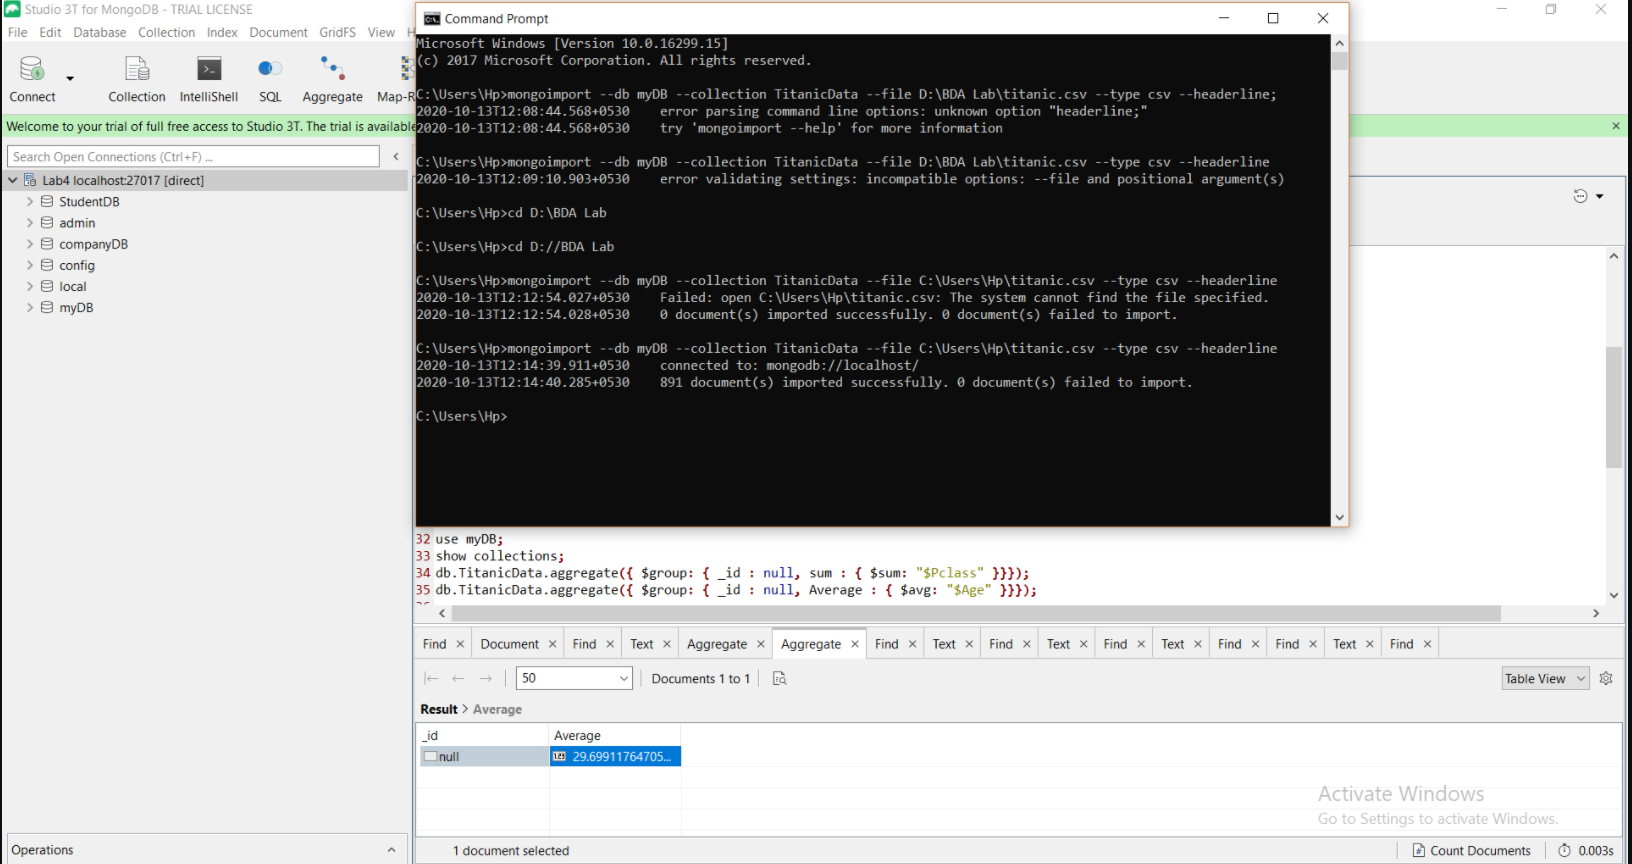 Studio 3T for MongoDB - TRIAL LICENSE
File Edit Database Collection Index Document GridFS View
Connect Collection IntelliShell SQL Aggregate
Welcome to your trial of full free access to Studio 3T. The trial is
Search Open Connections (Ctrl+F) ...
Lab4 localhost:27017 [direct]
StudentDB
admin
companyDB
config
local
myDB
Operations
Command Prompt
Microsoft Windows [Version 10.0.16299.15]
(c) 2017 Microsoft Corporation. All rights reserved.
C:\Users\Hp>mongoimport --db myDB --collection TitanicData --file D:\BDA Lab\titanic.csv --type csv --headerline;
2020-10-13T12:08:44.568+0530 error parsing command line options: unknown option "headerline;"
2020-10-13T12:08:44.568+0530 try 'mongoimport --help' for more information
C:\Users\Hp>mongoimport --db myDB --collection TitanicData --file D:\BDA Lab\titanic.csv --type csv --headerline
2020-10-13T12:09:10.903+0530 error validating settings: incompatible options: --file and positional argument(s)
C:\Users\Hp>cd D:\BDA Lab
C:\Users\Hp>cd D://BDA Lab
C:\Users\Hp>mongoimport --db myDB --collection TitanicData --file C:\Users\Hp\titanic.csv --type csv --headerline
2020-10-13T12:12:54.027+0530 Failed: open C:\Users\Hp\titanic.csv: The system cannot find the file specified.
2020-10-13T12:12:54.028+0530 0 document(s) imported successfully. 0 document(s) failed to import.
C:\Users\Hp>mongoimport --db myDB --collection TitanicData --file C:\Users\Hp\titanic.csv --type csv --headerline
2020-10-13T12:14:39.911+0530 connected to: mongodb://localhost/
2020-10-13T12:14:40.285+0530 891 document(s) imported successfully. 0 document(s) failed to import.
C:\Users\Hp>
32 use myDB;
33 show collections;
34 db.TitanicData.aggregate({ $group: { _id : null, sum : { $sum: "$Pclass" }}});
35 db.TitanicData.aggregate({ $group: { _id : null, Average : { $avg: "$Age" }}});
Find Document Find Text Aggregate Aggregate Find Text Find Text Find Text Find Find Text Find
50 Documents 1 to 1 Table View
Result > Average
_id Average
null 29.69911764705...
Activate Windows
Go to Settings to activate Windows.
1 document selected Count Documents 0.003s